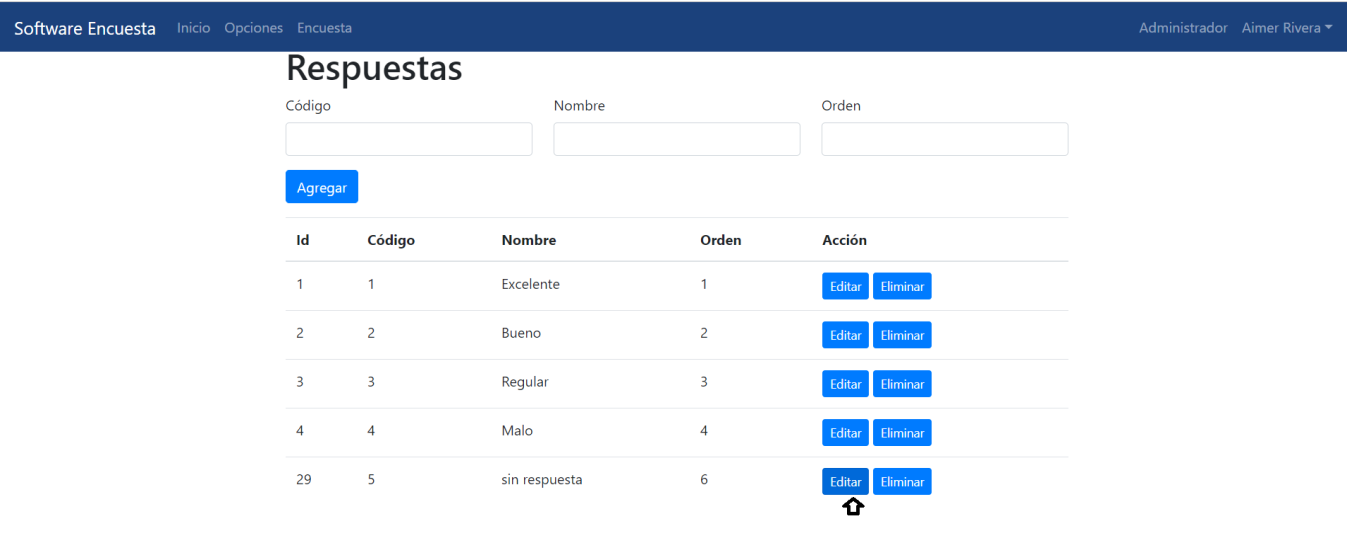 Software Encuesta Inicio Opciones Encuesta Administrador Aimer Rivera
Respuestas
Código Nombre Orden
Agregar
Id Código Nombre Orden Acción
1 1 Excelente 1 Editar Eliminar
2 2 Bueno 2 Editar Eliminar
3 3 Regular 3 Editar Eliminar
4 4 Malo 4 Editar Eliminar
29 5 sin respuesta 6 Editar Eliminar